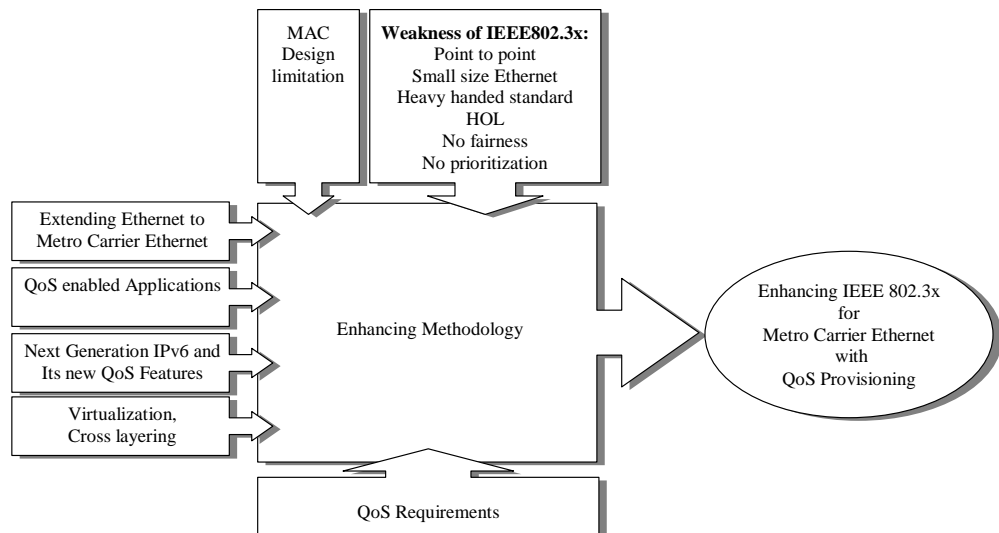 MAC
Design
limitation
Weakness of IEEE802.3x:
Point to point
Small size Ethernet
Heavy handed standard
HOL
No fairness
No prioritization
Extending Ethernet to
Metro Carrier Ethernet
QoS enabled Applications
Next Generation IPv6 and
Its new QoS Features
Virtualization,
Cross layering
Enhancing Methodology
Enhancing IEEE 802.3x
for
Metro Carrier Ethernet
with
QoS Provisioning
QoS Requirements